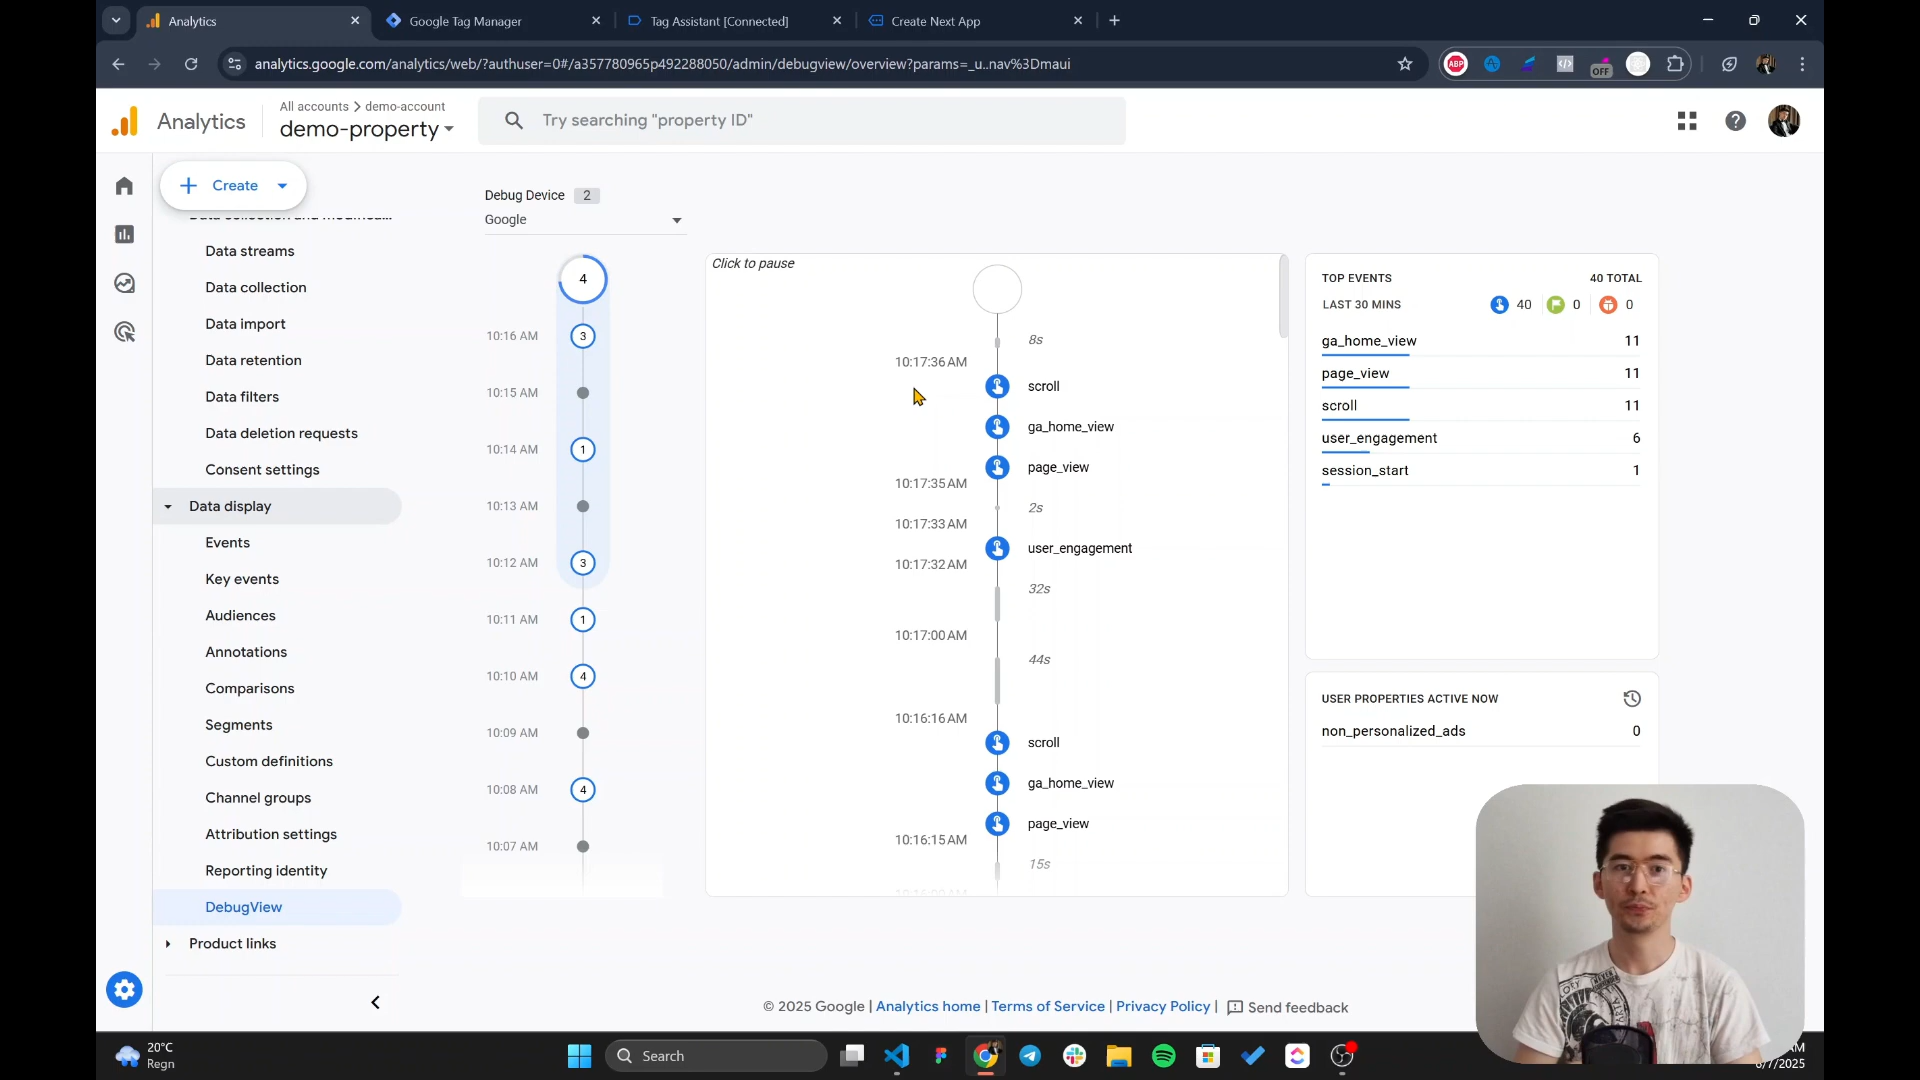 Analytics
Google Tag Manager
Tag Assistant [Connected]
Create Next App
analytics.google.com/analytics/web/?authuser=0#/a357780965p492288050/admin/debugview/overview?params=_u..nav%3Dmaui
ABP
OFF
Analytics
All accounts > demo-account
demo-property
Try searching "property ID"
Create
Data streams
Data collection
Data import
Data retention
Data filters
Data deletion requests
Consent settings
Data display
Events
Key events
Audiences
Annotations
Comparisons
Segments
Custom definitions
Channel groups
Attribution settings
Reporting identity
DebugView
Product links
Debug Device 2
Google
4
10:16 AM 3
10:15 AM
10:14 AM 1
10:13 AM
10:12 AM 3
10:11 AM 1
10:10 AM 4
10:09 AM
10:08 AM 4
10:07 AM
Click to pause
8s
10:17:36 AM
scroll
ga_home_view
page_view
10:17:35 AM
2s
10:17:33 AM
user_engagement
10:17:32 AM
32s
10:17:00 AM
44s
10:16:16 AM
scroll
ga_home_view
page_view
10:16:15 AM
15s
TOP EVENTS 40 TOTAL
LAST 30 MINS 40 0 0
ga_home_view 11
page_view 11
scroll 11
user_engagement 6
session_start 1
USER PROPERTIES ACTIVE NOW
non_personalized_ads 0
© 2025 Google | Analytics home | Terms of Service | Privacy Policy | Send feedback
20°C
Regn
Search
AM
6/7/2025